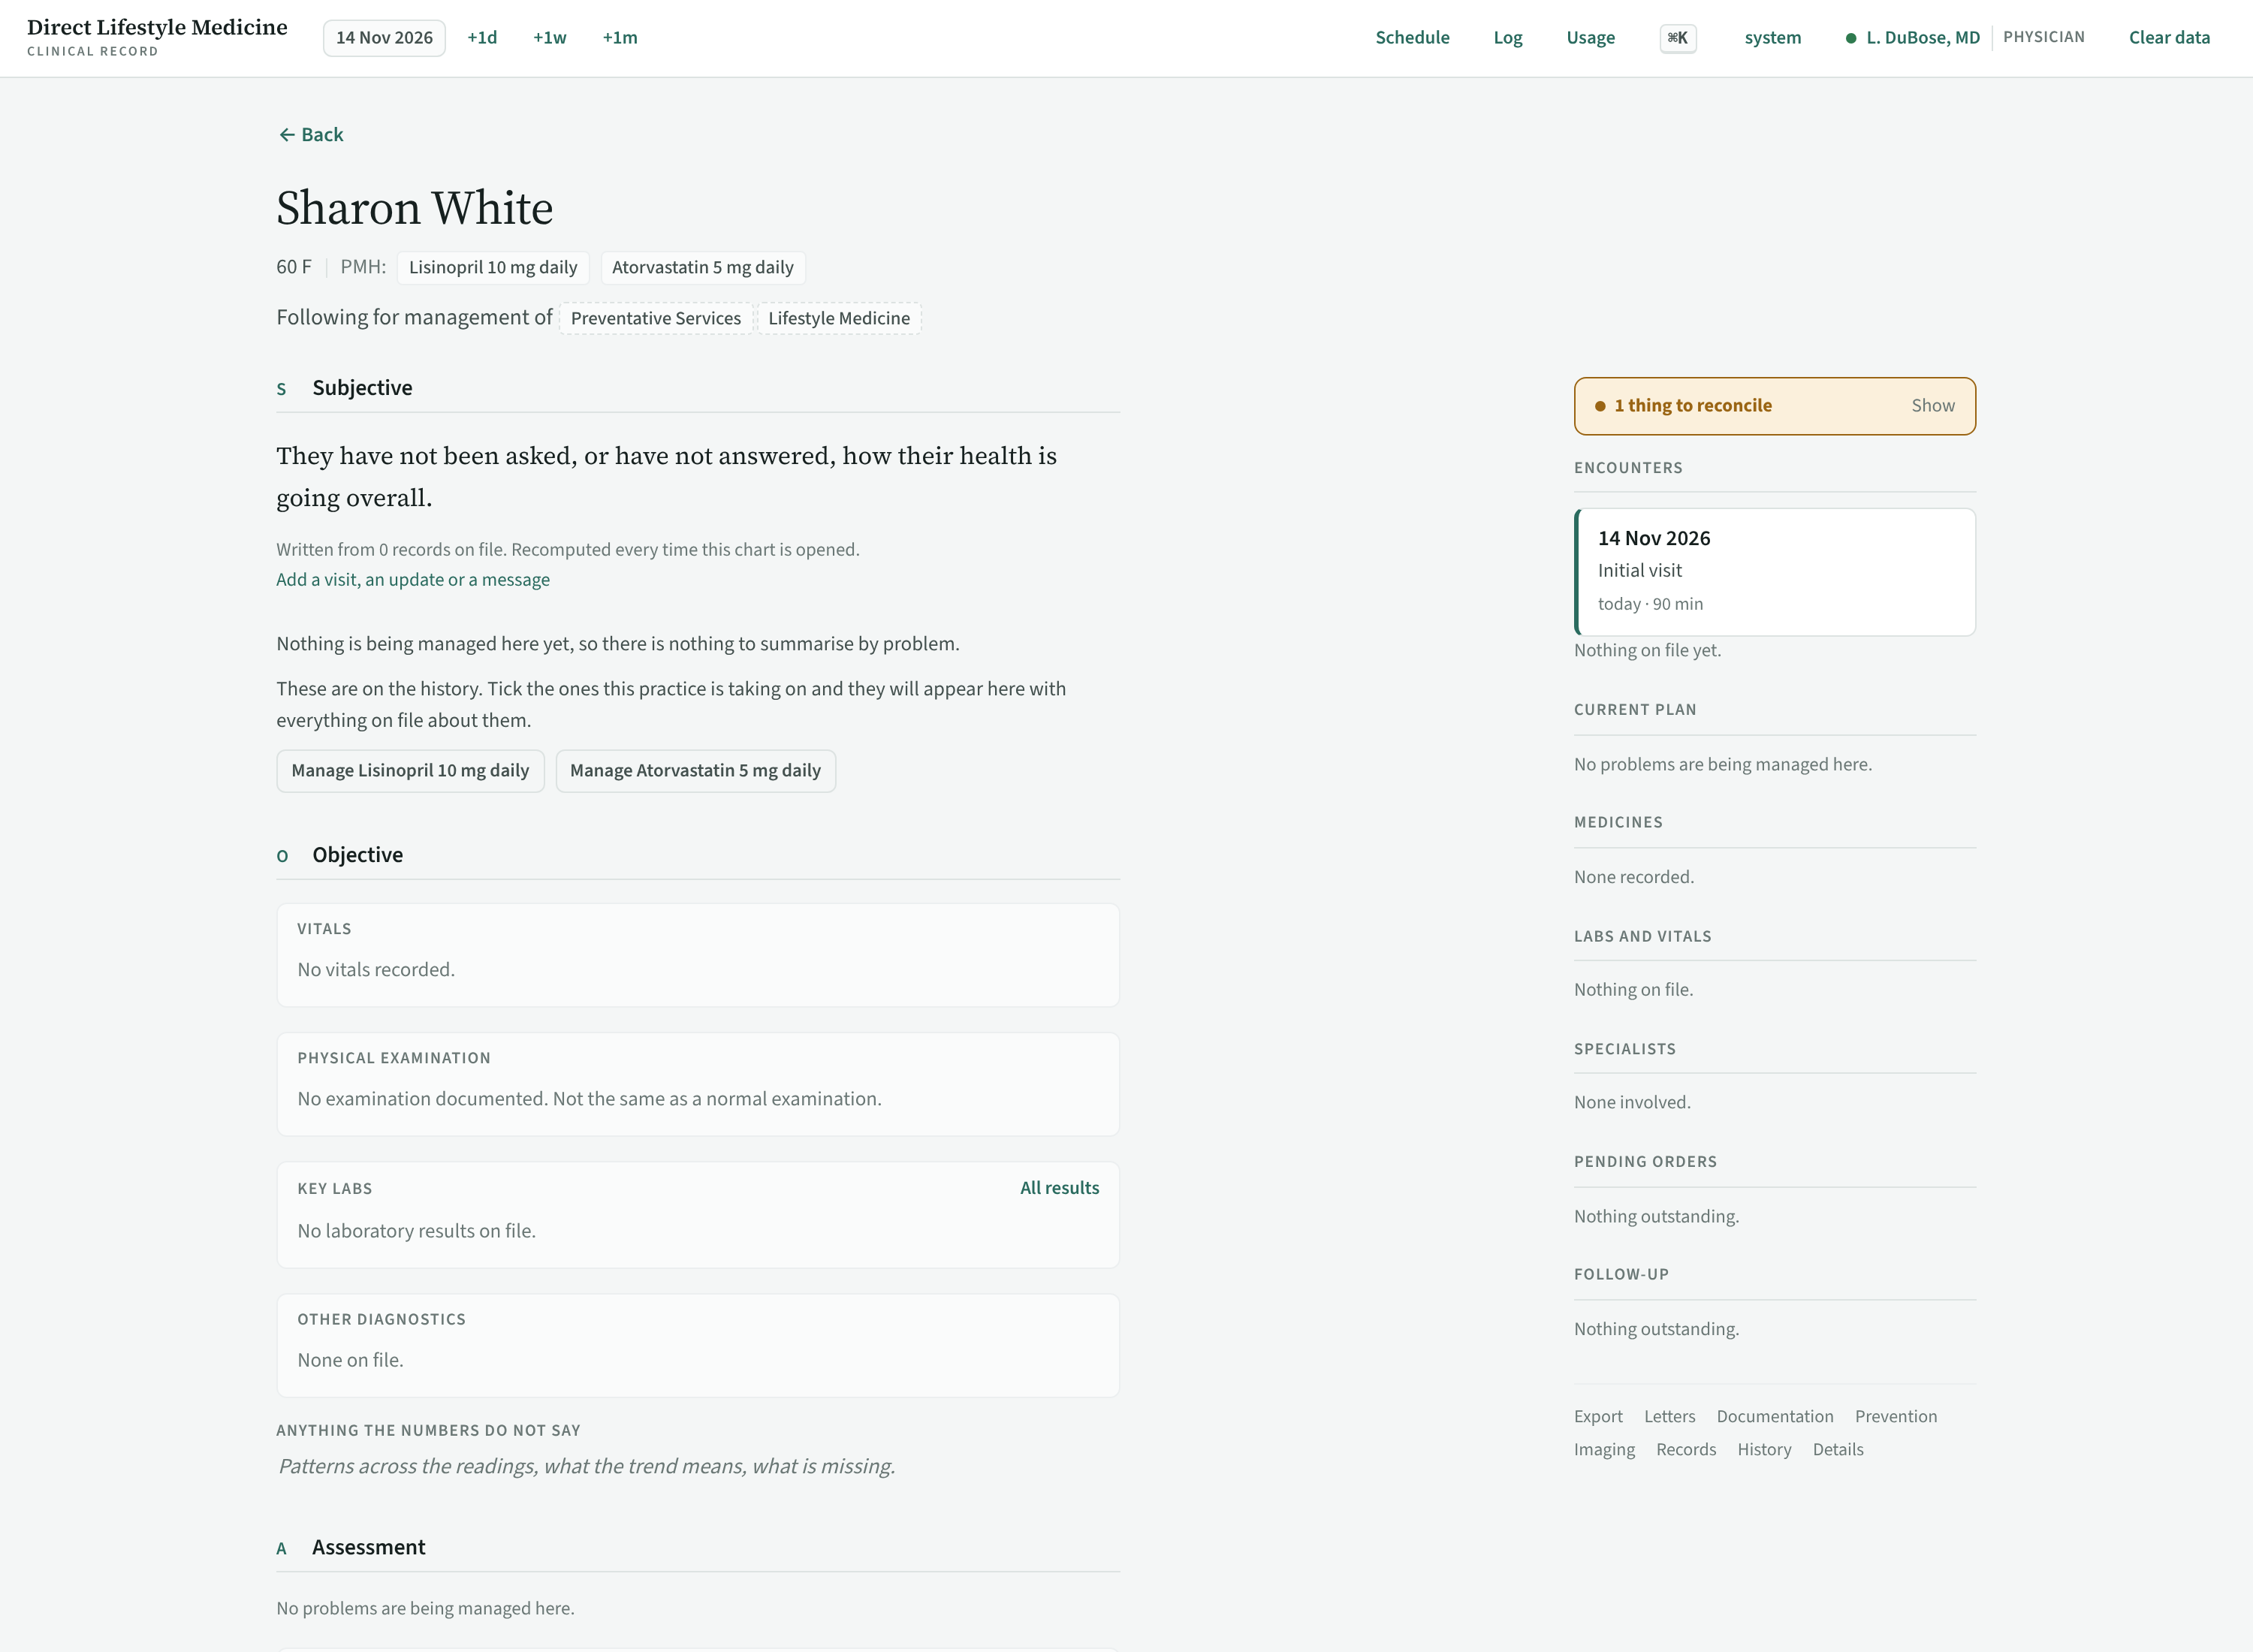 Direct Lifestyle Medicine
CLINICAL RECORD
14 Nov 2026 +1d +1w +1m
Schedule Log Usage ⌘K system L. DuBose, MD PHYSICIAN Clear data
← Back
Sharon White
60 F PMH: Lisinopril 10 mg daily Atorvastatin 5 mg daily
Following for management of Preventative Services Lifestyle Medicine
S Subjective
They have not been asked, or have not answered, how their health is
going overall.
Written from 0 records on file. Recomputed every time this chart is opened.
Add a visit, an update or a message
Nothing is being managed here yet, so there is nothing to summarise by problem.
These are on the history. Tick the ones this practice is taking on and they will appear here with
everything on file about them.
Manage Lisinopril 10 mg daily Manage Atorvastatin 5 mg daily
O Objective
VITALS
No vitals recorded.
PHYSICAL EXAMINATION
No examination documented. Not the same as a normal examination.
KEY LABS All results
No laboratory results on file.
OTHER DIAGNOSTICS
None on file.
ANYTHING THE NUMBERS DO NOT SAY
Patterns across the readings, what the trend means, what is missing.
A Assessment
No problems are being managed here.
1 thing to reconcile Show
ENCOUNTERS
14 Nov 2026
Initial visit
today · 90 min
Nothing on file yet.
CURRENT PLAN
No problems are being managed here.
MEDICINES
None recorded.
LABS AND VITALS
Nothing on file.
SPECIALISTS
None involved.
PENDING ORDERS
Nothing outstanding.
FOLLOW-UP
Nothing outstanding.
Export Letters Documentation Prevention
Imaging Records History Details